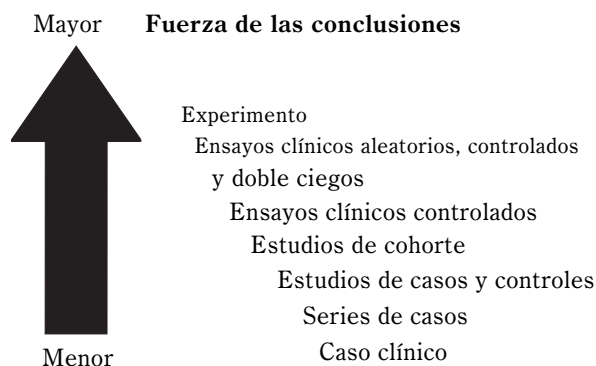 Mayor Fuerza de las conclusiones
Experimento
Ensayos clínicos aleatorios, controlados
y doble ciegos
Ensayos clínicos controlados
Estudios de cohorte
Estudios de casos y controles
Series de casos
Menor Caso clínico